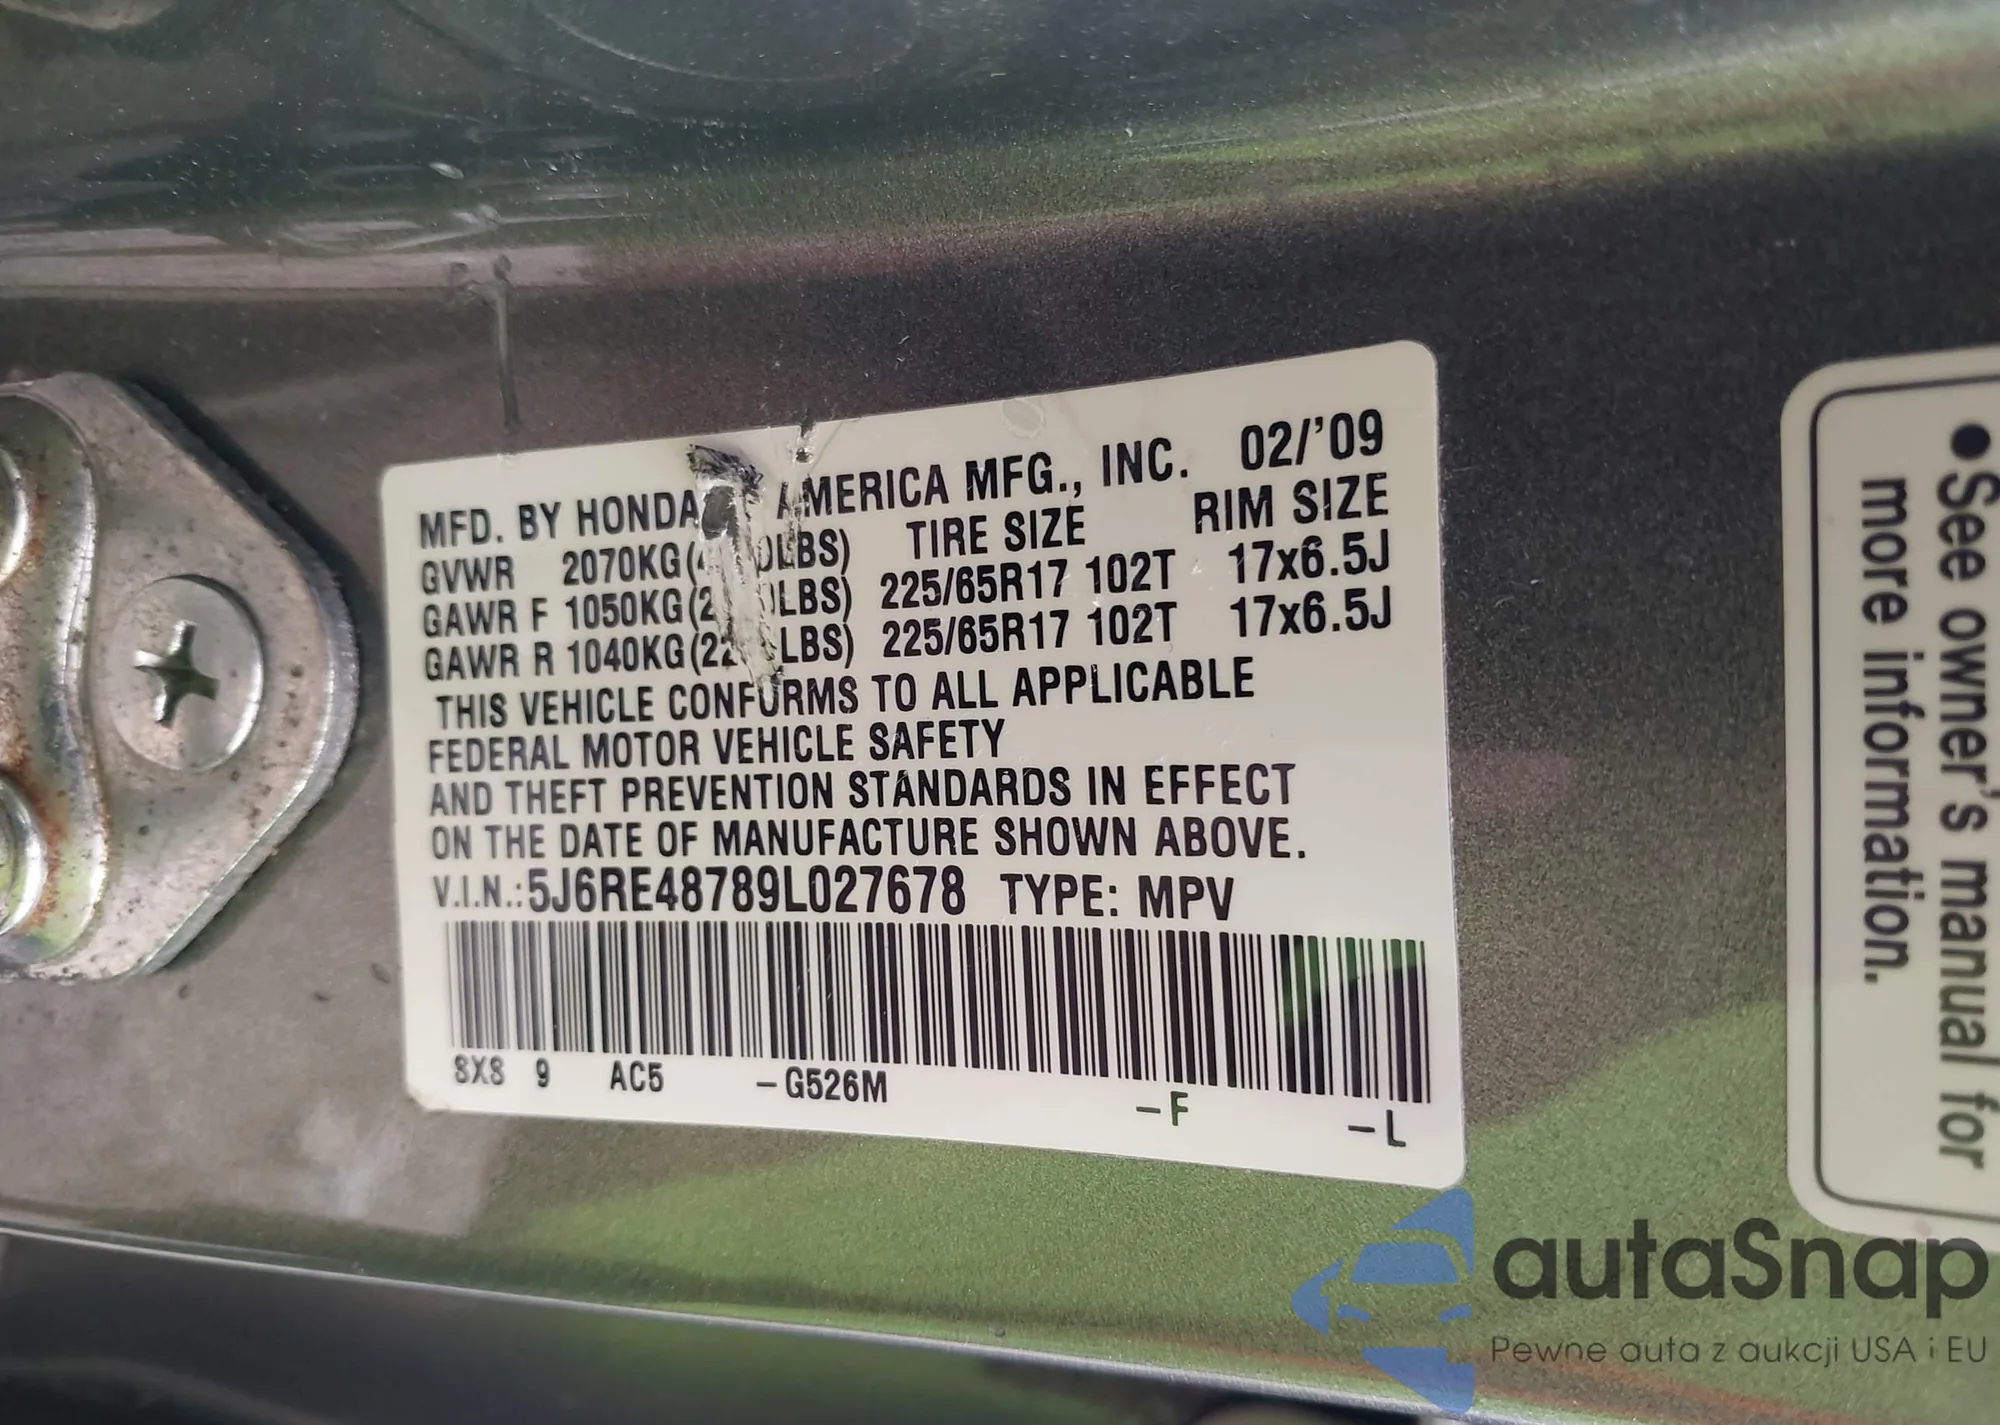 MFD. BY HONDA AMERICA MFG., INC. 02/'09
GVWR 2070KG( LBS) TIRE SIZE RIM SIZE
GAWR F 1050KG(2 LBS) 225/65R17 102T 17x6.5J
GAWR R 1040KG(22 LBS) 225/65R17 102T 17x6.5J
THIS VEHICLE CONFORMS TO ALL APPLICABLE
FEDERAL MOTOR VEHICLE SAFETY
AND THEFT PREVENTION STANDARDS IN EFFECT
ON THE DATE OF MANUFACTURE SHOWN ABOVE.
V.I.N.:5J6RE48789L027678 TYPE: MPV
SXS 9 AC5 -G526M -F -L
•See owner's manual for
more information.
autaSnap
Pewne auta z aukcji USA i EU